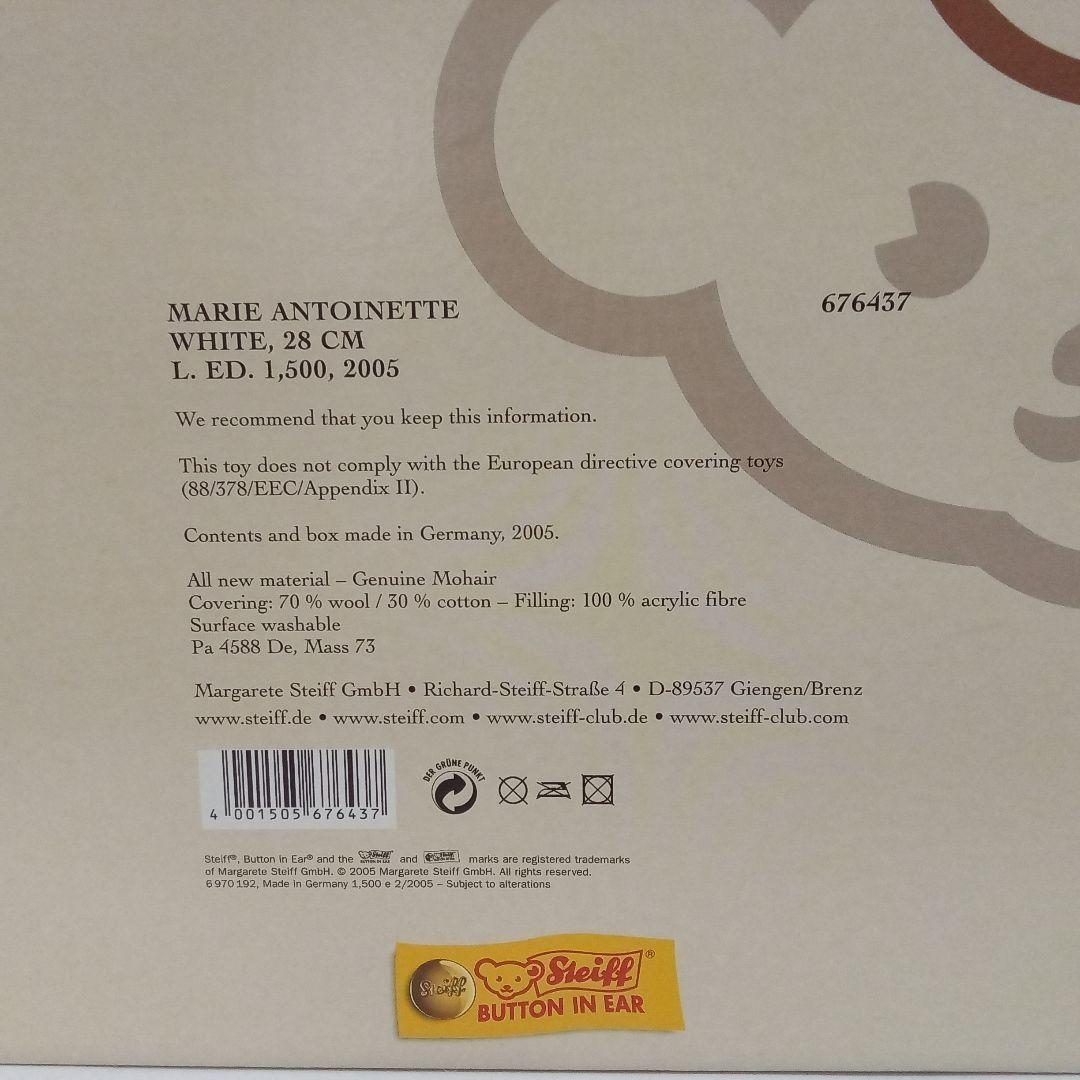 MARIE ANTOINETTE
WHITE, 28 CM
L. ED. 1,500, 2005
676437
We recommend that you keep this information.
This toy does not comply with the European directive covering toys
(88/378/EEC/Appendix II).
Contents and box made in Germany, 2005.
All new material – Genuine Mohair
Covering: 70 % wool / 30 % cotton – Filling: 100 % acrylic fibre
Surface washable
Pa 4588 De, Mass 73
Margarete Steiff GmbH • Richard-Steiff-Straße 4 • D-89537 Giengen/Brenz
www.steiff.de • www.steiff.com • www.steiff-club.de • www.steiff-club.com
4 001505 676437
DER GRÜNE PUNKT
Steiff®, Button in Ear® and the Steiff BUTTON IN EAR and marks are registered trademarks
of Margarete Steiff GmbH. © 2005 Margarete Steiff GmbH. All rights reserved.
6 970 192, Made in Germany 1,500 e 2/2005 – Subject to alterations
Steiff
Steiff®
BUTTON IN EAR